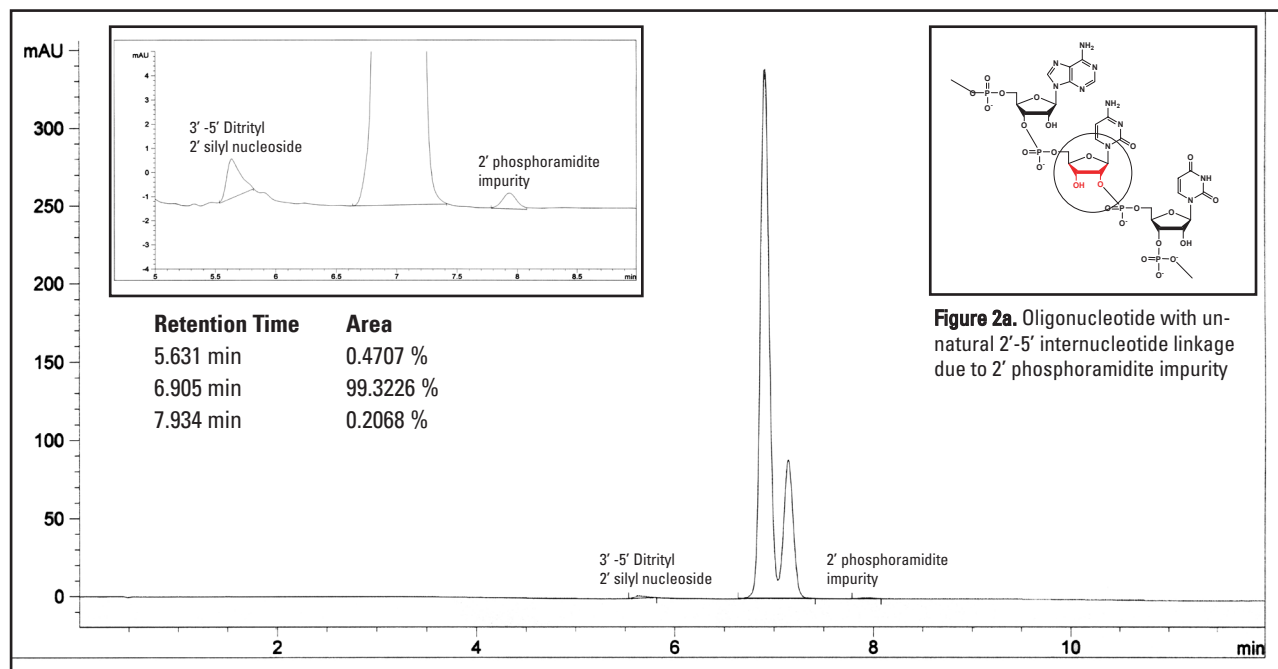 mAU
300
250
200
150
100
50
0
2
4
6
8
10
min
mAU
4
3
2
1
0
-1
-2
-3
-4
5
5.5
6
6.5
7
7.5
8
8.5
min
3′ -5′ Ditrityl
2′ silyl nucleoside
2′ phosphoramidite
impurity
Retention Time Area
5.631 min 0.4707 %
6.905 min 99.3226 %
7.934 min 0.2068 %
3′ -5′ Ditrityl
2′ silyl nucleoside
2′ phosphoramidite
impurity
NH₂
N
N
N
N
O
O P O
O⁻
O
O
OH
NH₂
N
N
O
O
O=P O
O⁻
O
OH
O
O
NH
N
O
O=P O
O⁻
O
O
OH
O=P O
O⁻
Figure 2a. Oligonucleotide with un-
natural 2′-5′ internucleotide linkage
due to 2′ phosphoramidite impurity